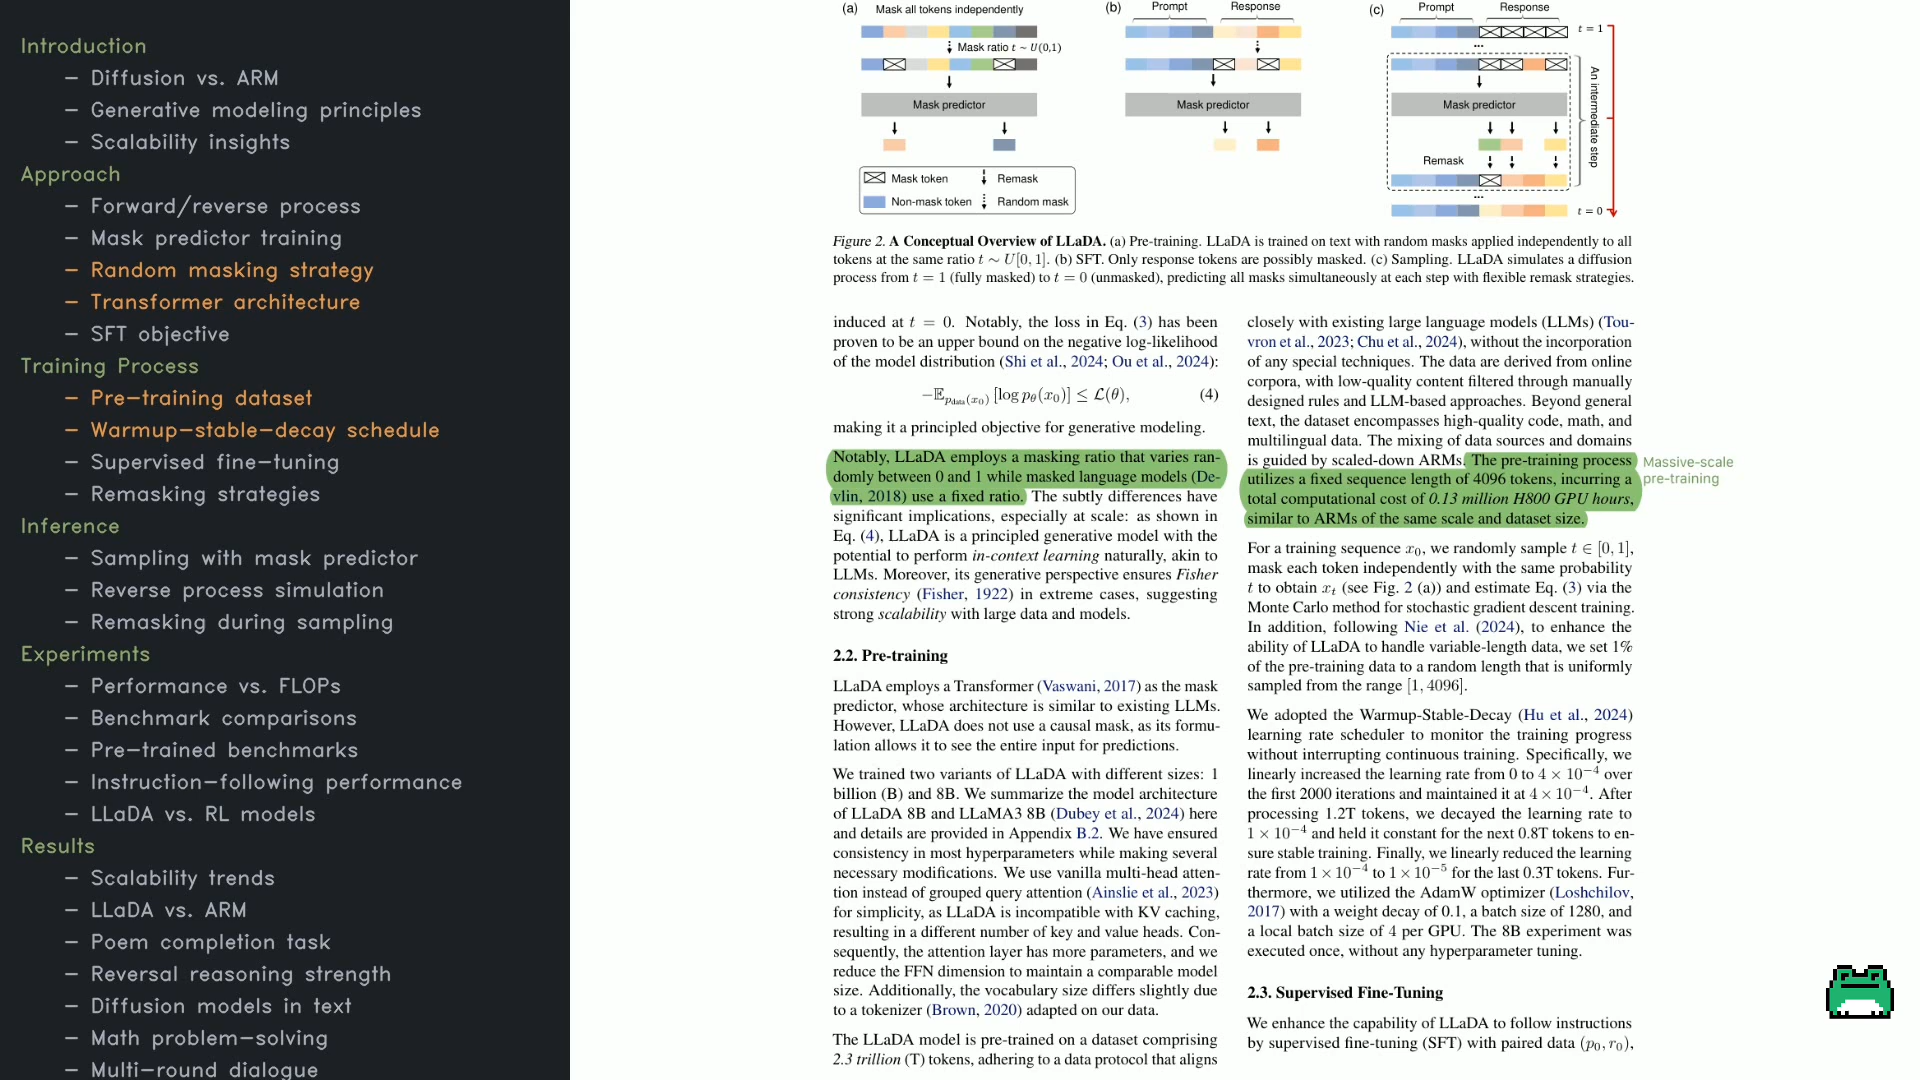 Introduction
– Diffusion vs. ARM
– Generative modeling principles
– Scalability insights
Approach
– Forward/reverse process
– Mask predictor training
– Random masking strategy
– Transformer architecture
– SFT objective
Training Process
– Pre-training dataset
– Warmup-stable-decay schedule
– Supervised fine-tuning
– Remasking strategies
Inference
– Sampling with mask predictor
– Reverse process simulation
– Remasking during sampling
Experiments
– Performance vs. FLOPs
– Benchmark comparisons
– Pre-trained benchmarks
– Instruction-following performance
– LLaDA vs. RL models
Results
– Scalability trends
– LLaDA vs. ARM
– Poem completion task
– Reversal reasoning strength
– Diffusion models in text
– Math problem-solving
– Multi-round dialogue
(a) Mask all tokens independently
Mask ratio t ~ U(0,1)
Mask predictor
Mask token
Remask
Non-mask token
Random mask
(b) Prompt Response
Mask predictor
(c) Prompt Response
t = 1
...
Mask predictor
An intermediate step
Remask
...
t = 0
Figure 2. A Conceptual Overview of LLaDA. (a) Pre-training. LLaDA is trained on text with random masks applied independently to all
tokens at the same ratio t ∼ U[0, 1]. (b) SFT. Only response tokens are possibly masked. (c) Sampling. LLaDA simulates a diffusion
process from t = 1 (fully masked) to t = 0 (unmasked), predicting all masks simultaneously at each step with flexible remask strategies.
induced at t = 0. Notably, the loss in Eq. (3) has been
proven to be an upper bound on the negative log-likelihood
of the model distribution (Shi et al., 2024; Ou et al., 2024):
−𝔼p_data(x₀) [log pθ(x₀)] ≤ ℒ(θ), (4)
making it a principled objective for generative modeling.
Notably, LLaDA employs a masking ratio that varies ran-
domly between 0 and 1 while masked language models (De-
vlin, 2018) use a fixed ratio. The subtly differences have
significant implications, especially at scale: as shown in
Eq. (4), LLaDA is a principled generative model with the
potential to perform in-context learning naturally, akin to
LLMs. Moreover, its generative perspective ensures Fisher
consistency (Fisher, 1922) in extreme cases, suggesting
strong scalability with large data and models.
2.2. Pre-training
LLaDA employs a Transformer (Vaswani, 2017) as the mask
predictor, whose architecture is similar to existing LLMs.
However, LLaDA does not use a causal mask, as its formu-
lation allows it to see the entire input for predictions.
We trained two variants of LLaDA with different sizes: 1
billion (B) and 8B. We summarize the model architecture
of LLaDA 8B and LLaMA3 8B (Dubey et al., 2024) here
and details are provided in Appendix B.2. We have ensured
consistency in most hyperparameters while making several
necessary modifications. We use vanilla multi-head atten-
tion instead of grouped query attention (Ainslie et al., 2023)
for simplicity, as LLaDA is incompatible with KV caching,
resulting in a different number of key and value heads. Con-
sequently, the attention layer has more parameters, and we
reduce the FFN dimension to maintain a comparable model
size. Additionally, the vocabulary size differs slightly due
to a tokenizer (Brown, 2020) adapted on our data.
The LLaDA model is pre-trained on a dataset comprising
2.3 trillion (T) tokens, adhering to a data protocol that aligns
closely with existing large language models (LLMs) (Tou-
vron et al., 2023; Chu et al., 2024), without the incorporation
of any special techniques. The data are derived from online
corpora, with low-quality content filtered through manually
designed rules and LLM-based approaches. Beyond general
text, the dataset encompasses high-quality code, math, and
multilingual data. The mixing of data sources and domains
is guided by scaled-down ARMs. The pre-training process
utilizes a fixed sequence length of 4096 tokens, incurring a
total computational cost of 0.13 million H800 GPU hours,
similar to ARMs of the same scale and dataset size.
Massive-scale
pre-training
For a training sequence x₀, we randomly sample t ∈ [0, 1],
mask each token independently with the same probability
t to obtain xₜ (see Fig. 2 (a)) and estimate Eq. (3) via the
Monte Carlo method for stochastic gradient descent training.
In addition, following Nie et al. (2024), to enhance the
ability of LLaDA to handle variable-length data, we set 1%
of the pre-training data to a random length that is uniformly
sampled from the range [1, 4096].
We adopted the Warmup-Stable-Decay (Hu et al., 2024)
learning rate scheduler to monitor the training progress
without interrupting continuous training. Specifically, we
linearly increased the learning rate from 0 to 4 × 10⁻⁴ over
the first 2000 iterations and maintained it at 4 × 10⁻⁴. After
processing 1.2T tokens, we decayed the learning rate to
1 × 10⁻⁴ and held it constant for the next 0.8T tokens to en-
sure stable training. Finally, we linearly reduced the learning
rate from 1 × 10⁻⁴ to 1 × 10⁻⁵ for the last 0.3T tokens. Fur-
thermore, we utilized the AdamW optimizer (Loshchilov,
2017) with a weight decay of 0.1, a batch size of 1280, and
a local batch size of 4 per GPU. The 8B experiment was
executed once, without any hyperparameter tuning.
2.3. Supervised Fine-Tuning
We enhance the capability of LLaDA to follow instructions
by supervised fine-tuning (SFT) with paired data (p₀, r₀),